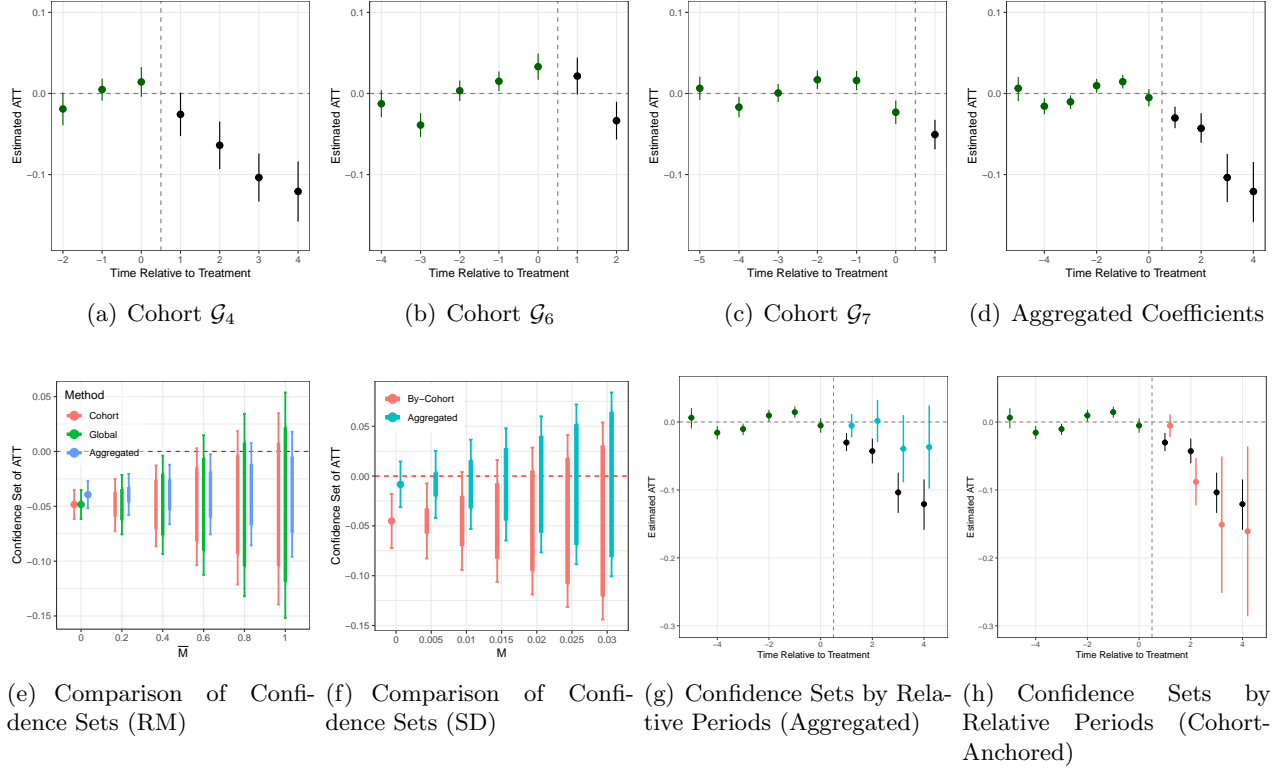 0.1
0.0
−0.1
Estimated ATT
−2 −1 0 1 2 3 4
Time Relative to Treatment
(a) Cohort 𝒢4
0.1
0.0
−0.1
Estimated ATT
−4 −3 −2 −1 0 1 2
Time Relative to Treatment
(b) Cohort 𝒢6
0.1
0.0
−0.1
Estimated ATT
−5 −4 −3 −2 −1 0 1
Time Relative to Treatment
(c) Cohort 𝒢7
0.1
0.0
−0.1
Estimated ATT
−4 −2 0 2 4
Time Relative to Treatment
(d) Aggregated Coefficients
Method
Cohort
Global
Aggregated
0.05
0.00
−0.05
−0.10
−0.15
Confidence Set of ATT
0 0.2 0.4 0.6 0.8 1
M̅
(e) Comparison of Confi-
dence Sets (RM)
By−Cohort
Aggregated
0.05
0.00
−0.05
−0.10
−0.15
Confidence Set of ATT
0 0.005 0.01 0.015 0.02 0.025 0.03
M
(f) Comparison of Confi-
dence Sets (SD)
0.0
−0.1
−0.2
−0.3
Estimated ATT
−4 −2 0 2 4
Time Relative to Treatment
(g) Confidence Sets by Rela-
tive Periods (Aggregated)
0.0
−0.1
−0.2
−0.3
Estimated ATT
−4 −2 0 2 4
Time Relative to Treatment
(h) Confidence Sets by
Relative Periods (Cohort-
Anchored)